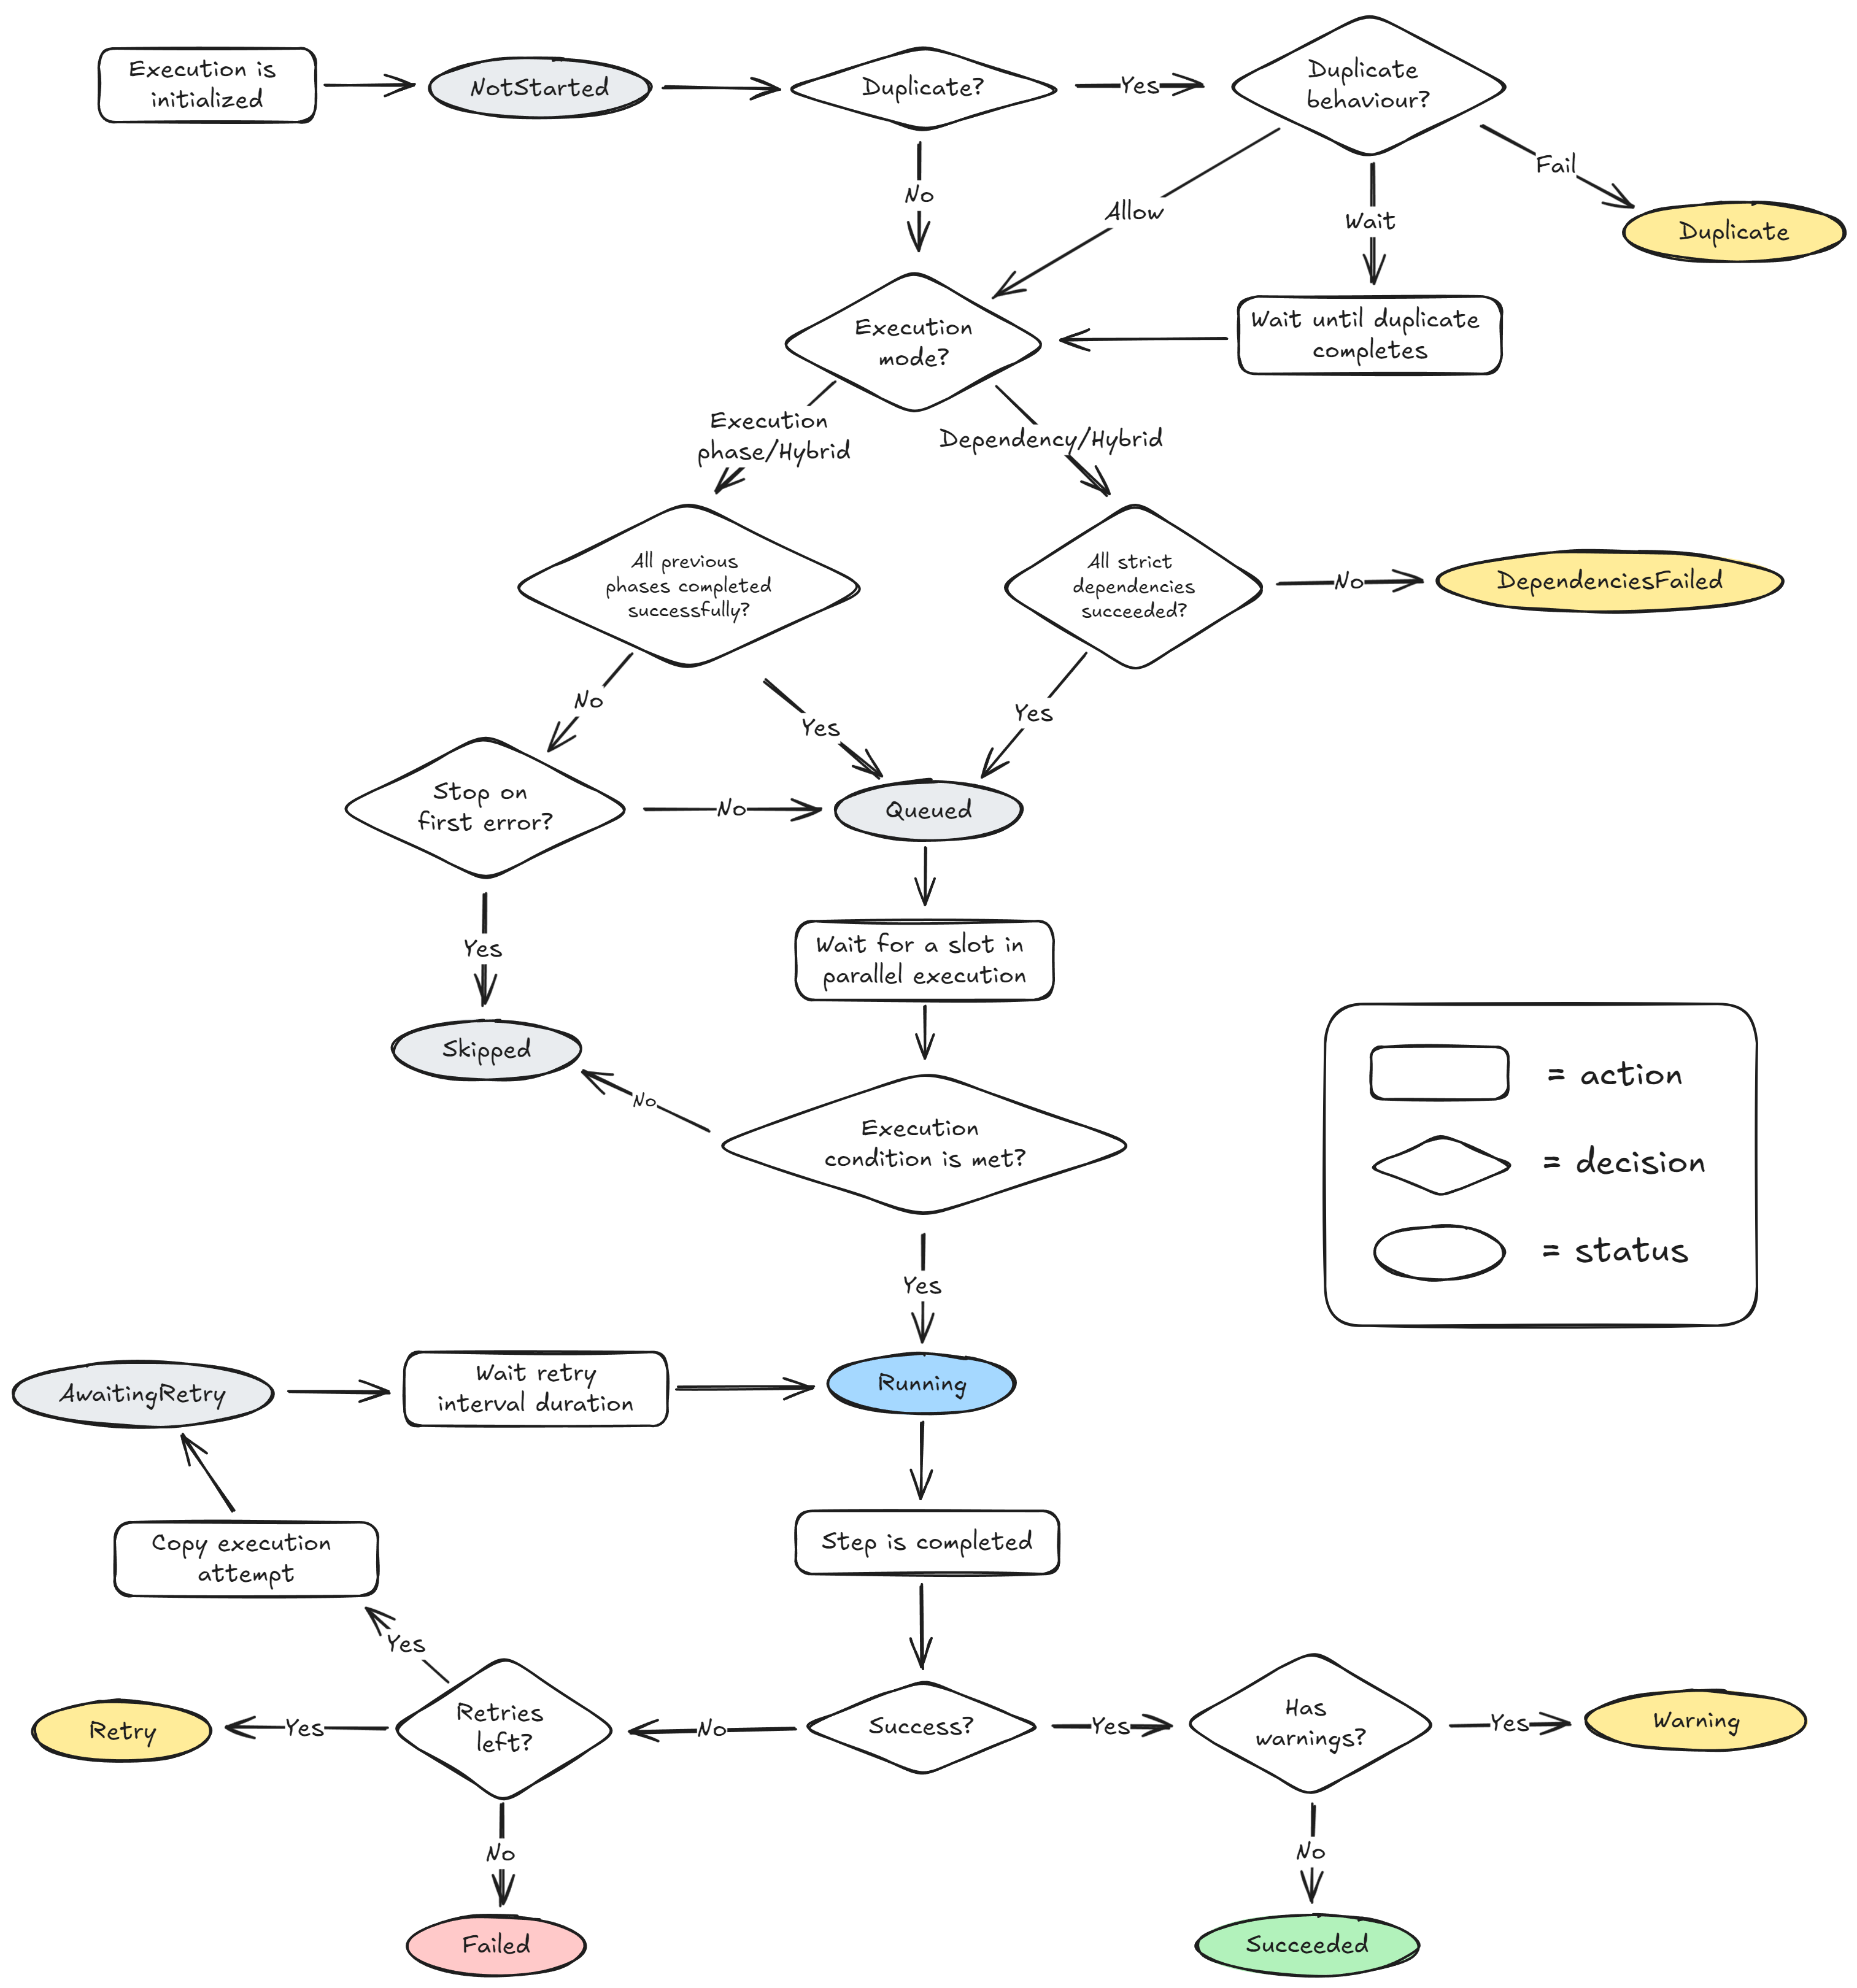 Execution is
initialized
NotStarted
Duplicate?
Yes
Duplicate
behaviour?
Fail
Duplicate
No
Allow
Wait
Wait until duplicate
completes
Execution
mode?
Execution
phase/Hybrid
Dependency/Hybrid
All previous
phases completed
successfully?
All strict
dependencies
succeeded?
No
DependenciesFailed
No
Yes
Yes
Stop on
first error?
No
Queued
Yes
Wait for a slot in
parallel execution
Skipped
No
Execution
condition is met?
= action
= decision
= status
Yes
AwaitingRetry
Wait retry
interval duration
Running
Copy execution
attempt
Step is completed
Yes
Retry
Yes
Retries
left?
No
Success?
Yes
Has
warnings?
Yes
Warning
No
No
Failed
Succeeded